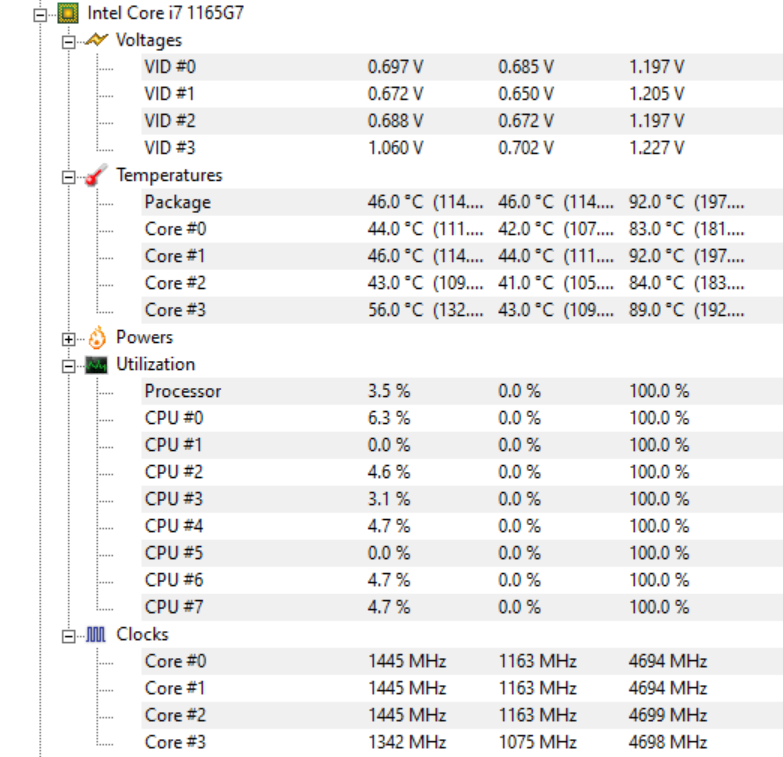 Intel Core i7 1165G7
Voltages
VID #0 0.697 V 0.685 V 1.197 V
VID #1 0.672 V 0.650 V 1.205 V
VID #2 0.688 V 0.672 V 1.197 V
VID #3 1.060 V 0.702 V 1.227 V
Temperatures
Package 46.0 °C (114.... 46.0 °C (114.... 92.0 °C (197....
Core #0 44.0 °C (111.... 42.0 °C (107.... 83.0 °C (181....
Core #1 46.0 °C (114.... 44.0 °C (111.... 92.0 °C (197....
Core #2 43.0 °C (109.... 41.0 °C (105.... 84.0 °C (183....
Core #3 56.0 °C (132.... 43.0 °C (109.... 89.0 °C (192....
Powers
Utilization
Processor 3.5 % 0.0 % 100.0 %
CPU #0 6.3 % 0.0 % 100.0 %
CPU #1 0.0 % 0.0 % 100.0 %
CPU #2 4.6 % 0.0 % 100.0 %
CPU #3 3.1 % 0.0 % 100.0 %
CPU #4 4.7 % 0.0 % 100.0 %
CPU #5 0.0 % 0.0 % 100.0 %
CPU #6 4.7 % 0.0 % 100.0 %
CPU #7 4.7 % 0.0 % 100.0 %
Clocks
Core #0 1445 MHz 1163 MHz 4694 MHz
Core #1 1445 MHz 1163 MHz 4694 MHz
Core #2 1445 MHz 1163 MHz 4699 MHz
Core #3 1342 MHz 1075 MHz 4698 MHz